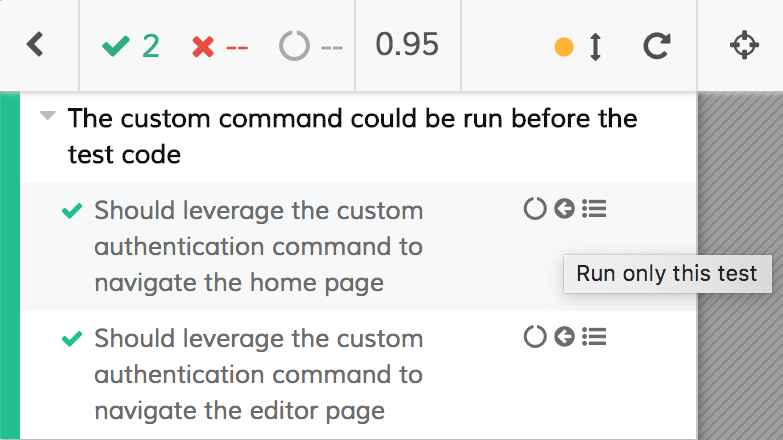 2 -- -- 0.95
The custom command could be run before the
test code
Should leverage the custom
authentication command to
navigate the home page
Run only this test
Should leverage the custom
authentication command to
navigate the editor page